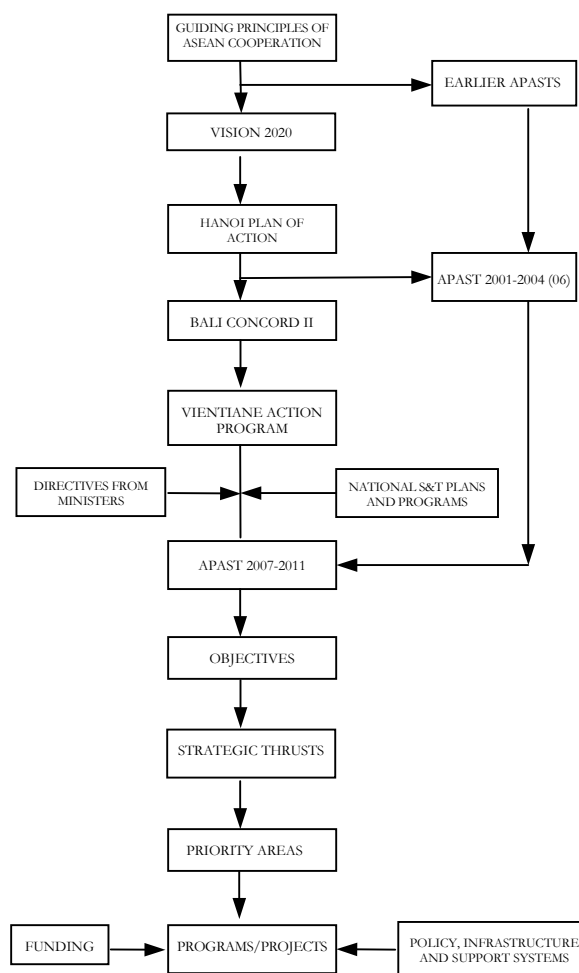 GUIDING PRINCIPLES OF
ASEAN COOPERATION
EARLIER APASTS
VISION 2020
HANOI PLAN OF
ACTION
APAST 2001-2004 (06)
BALI CONCORD II
VIENTIANE ACTION
PROGRAM
DIRECTIVES FROM
MINISTERS
NATIONAL S&T PLANS
AND PROGRAMS
APAST 2007-2011
OBJECTIVES
STRATEGIC THRUSTS
PRIORITY AREAS
FUNDING
PROGRAMS/PROJECTS
POLICY, INFRASTRUCTURE
AND SUPPORT SYSTEMS